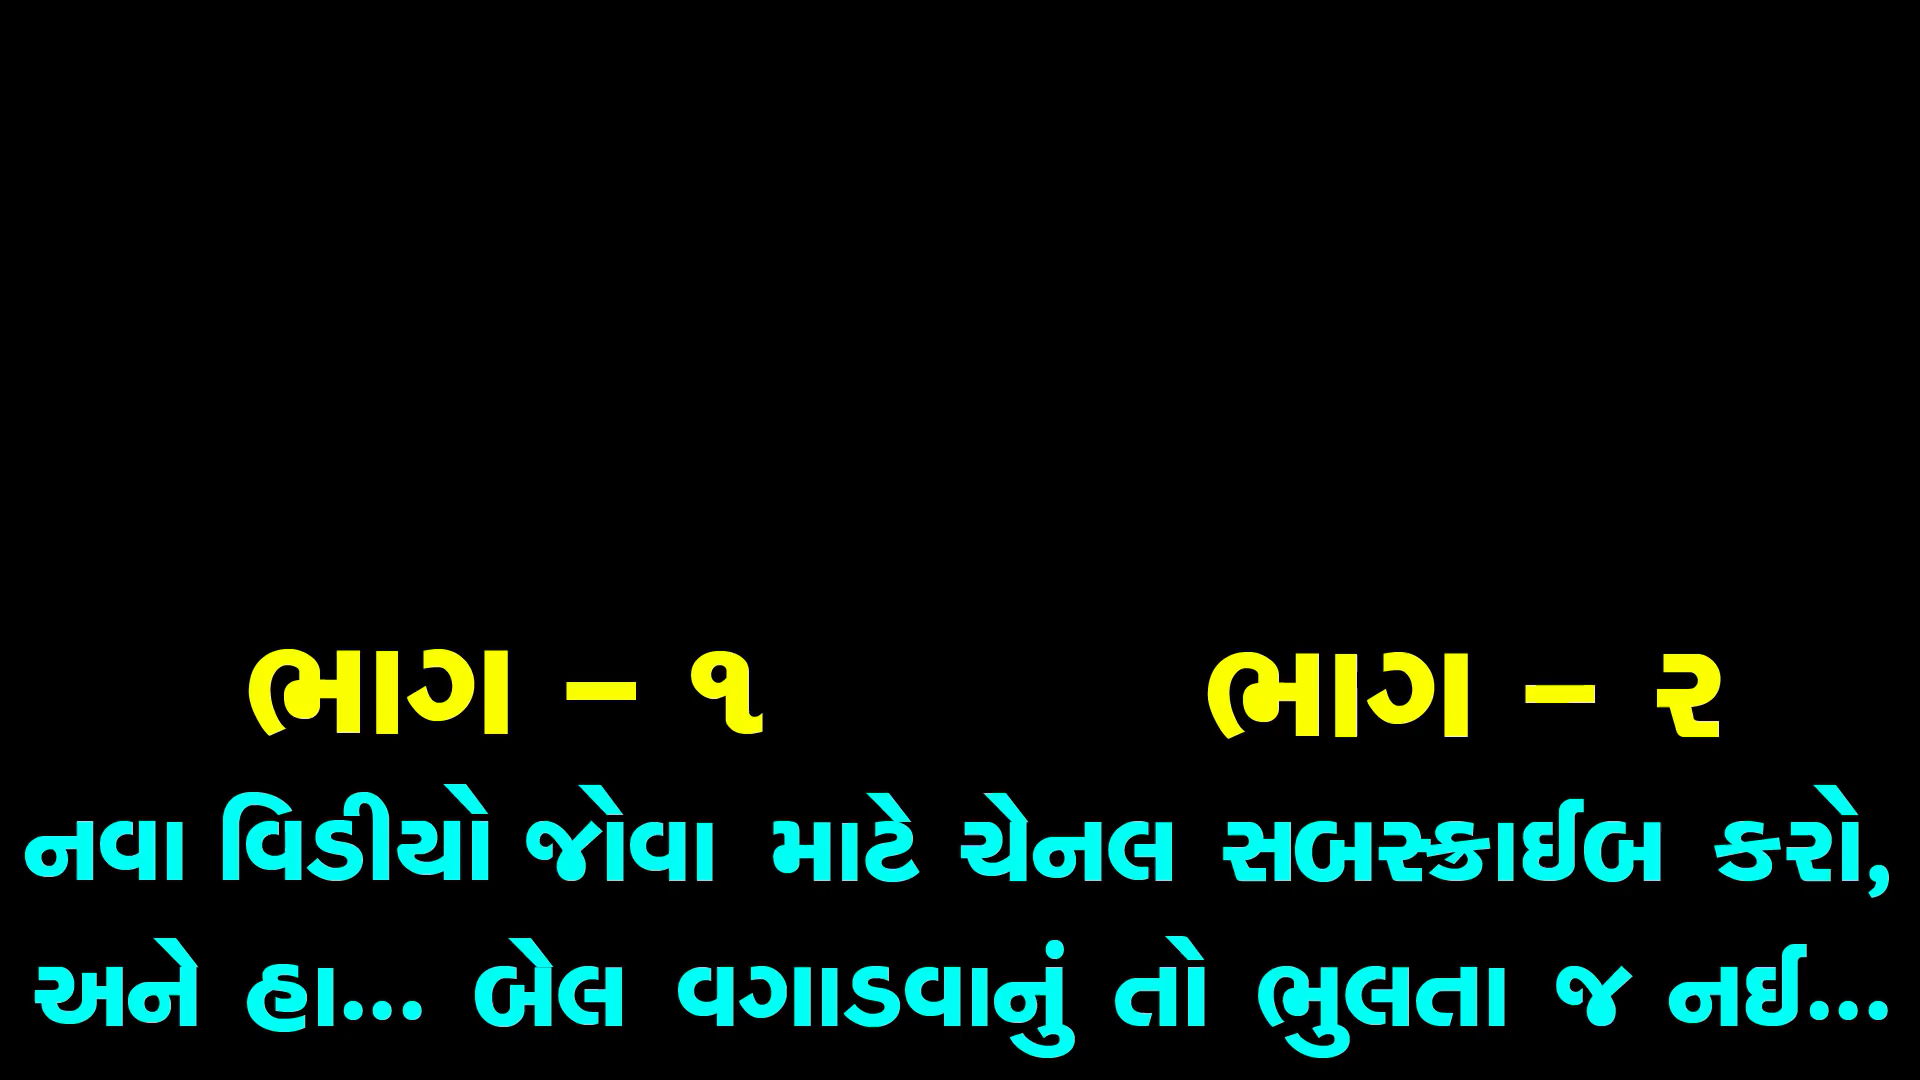 ભાગ – ૧ ભાગ – ૨
નવા વિડીયો જોવા માટે ચેનલ સબસ્ક્રાઈબ કરો,
અને હા... બેલ વગાડવાનું તો ભુલતા જ નઈ...